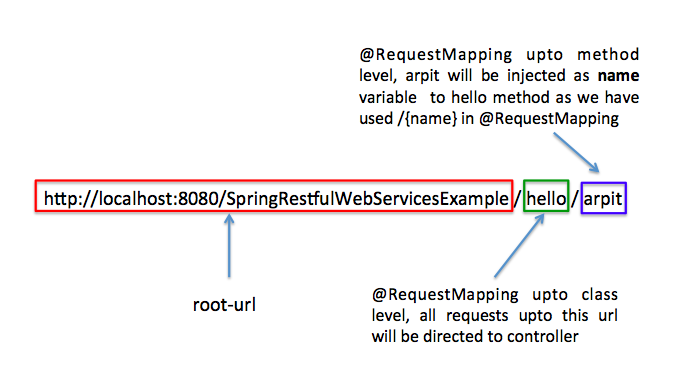 @RequestMapping upto method
level, arpit will be injected as name
variable to hello method as we have
used /{name} in @RequestMapping
http://localhost:8080/SpringRestfulWebServicesExample/hello/arpit
root-url
@RequestMapping upto class
level, all requests upto this url
will be directed to controller